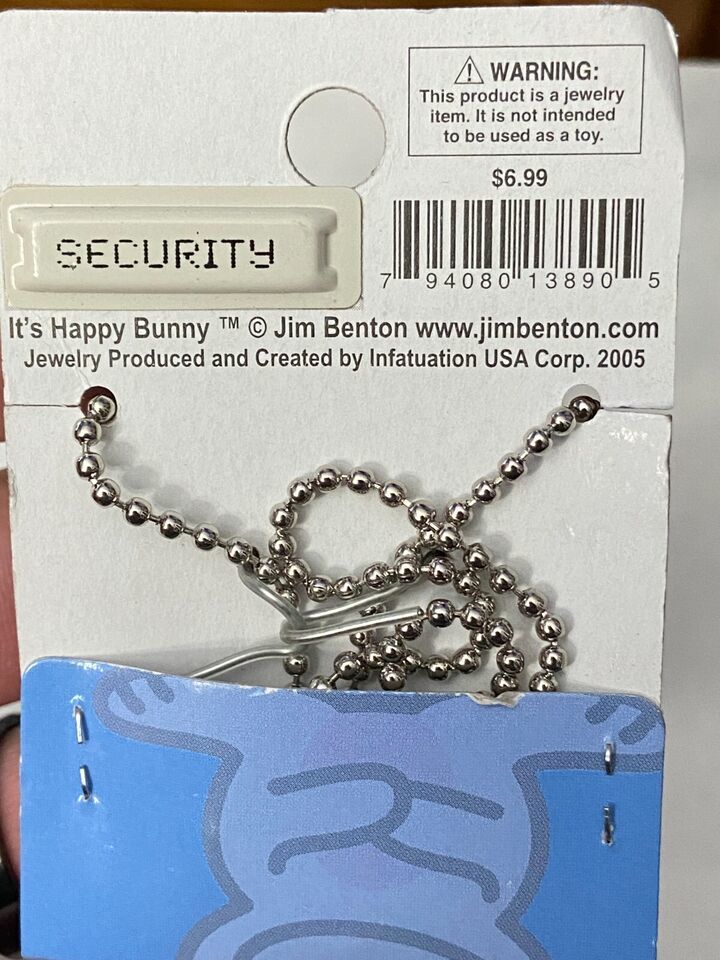 ⚠ WARNING:
This product is a jewelry
item. It is not intended
to be used as a toy.
$6.99
7 94080 13890 5
SECURITY
It's Happy Bunny ™ © Jim Benton www.jimbenton.com
Jewelry Produced and Created by Infatuation USA Corp. 2005